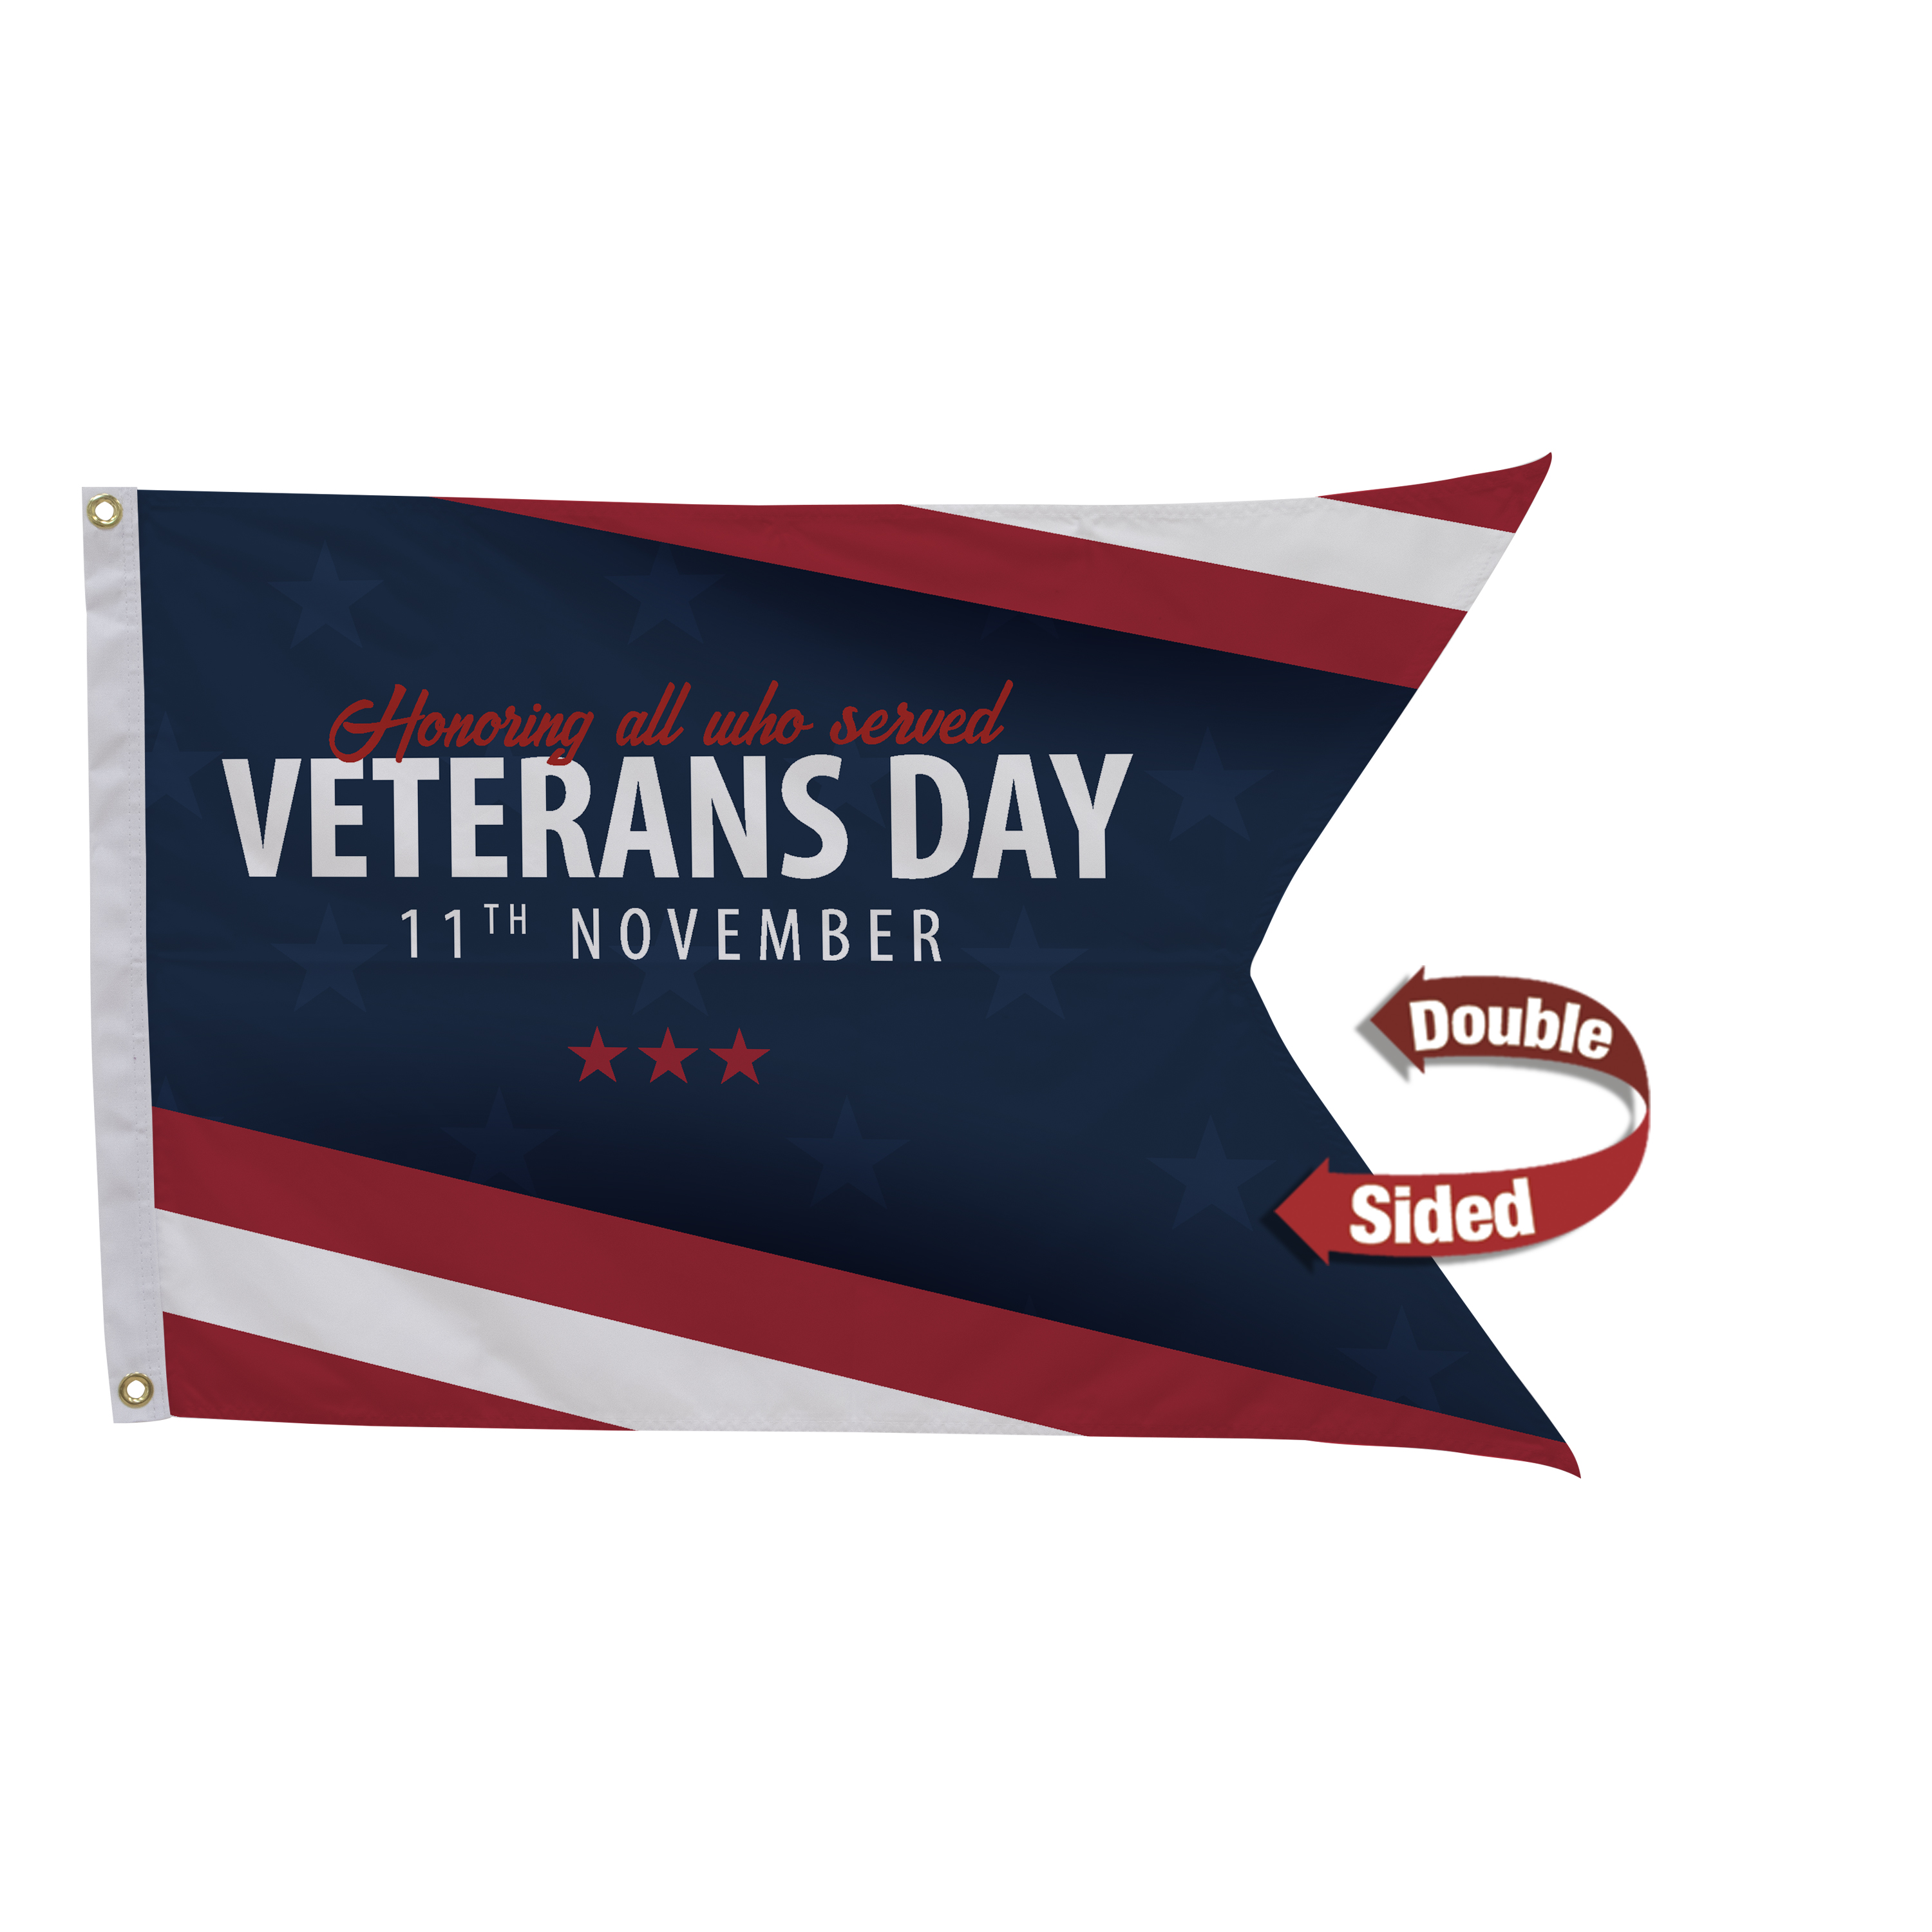 Honoring all who served
VETERANS DAY
11TH NOVEMBER
Double
Sided